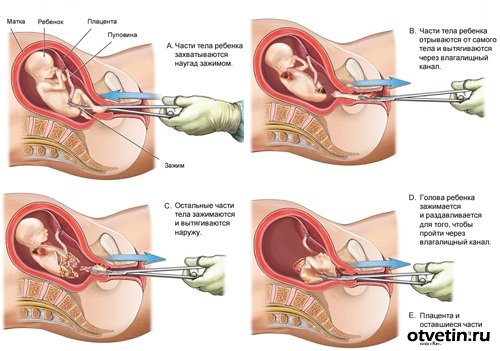 Матка Ребенок Плацента
Пуповина
Зажим
А. Части тела ребенка
захватываются
наугад зажимом.
В. Части тела ребенка
отрываются от самого
тела и вытягиваются
через влагалищный
канал.
С. Остальные части
тела зажимаются
и вытягиваются
наружу.
D. Голова ребенка
зажимается
и раздавливается
для того, чтобы
пройти через
влагалищный канал.
Е. Плацента и
оставшиеся части
otvetin.ru